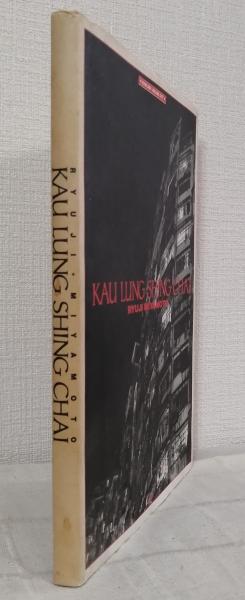 RYUJI·MIYAMOTO
KAU LUNG SHING CHAI
KAU LUNG SHING CHAI
RYUJI MIYAMOTO